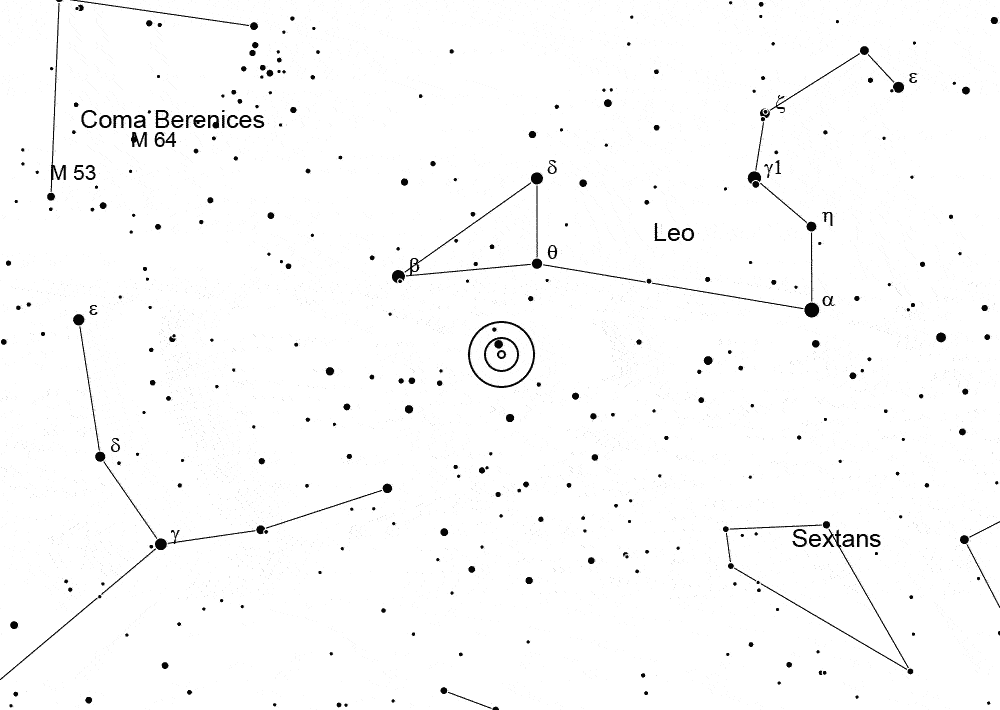 ε
ζ
Coma Berenices
M 64
δ
γ1
M 53
η
Leo
θ
β
α
ε
δ
γ
Sextans